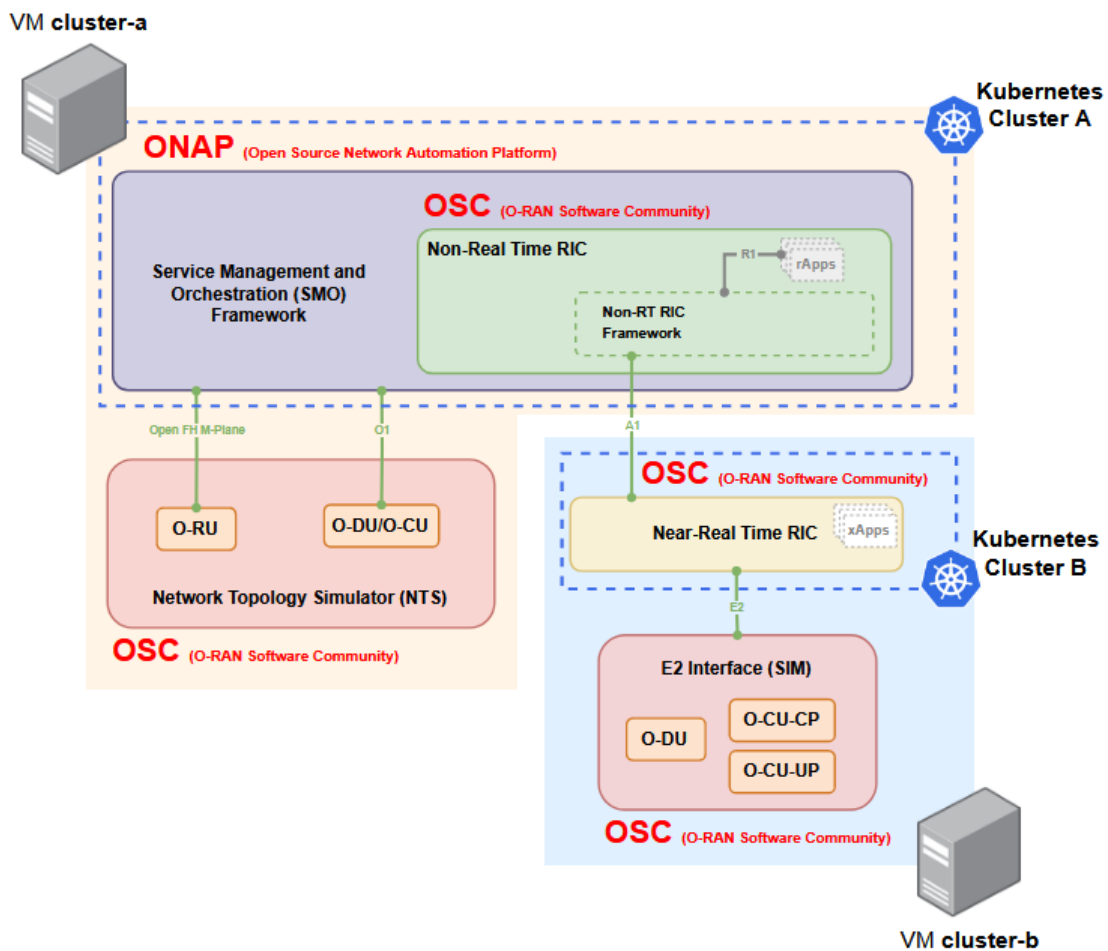 VM cluster-a
Kubernetes
Cluster A
ONAP (Open Source Network Automation Platform)
OSC (O-RAN Software Community)
Non-Real Time RIC
R1
rApps
Service Management and
Orchestration (SMO)
Framework
Non-RT RIC
Framework
Open FH M-Plane
O1
A1
OSC (O-RAN Software Community)
O-RU
O-DU/O-CU
Near-Real Time RIC
xApps
Kubernetes
Cluster B
Network Topology Simulator (NTS)
E2
OSC (O-RAN Software Community)
E2 Interface (SIM)
O-CU-CP
O-DU
O-CU-UP
OSC (O-RAN Software Community)
VM cluster-b